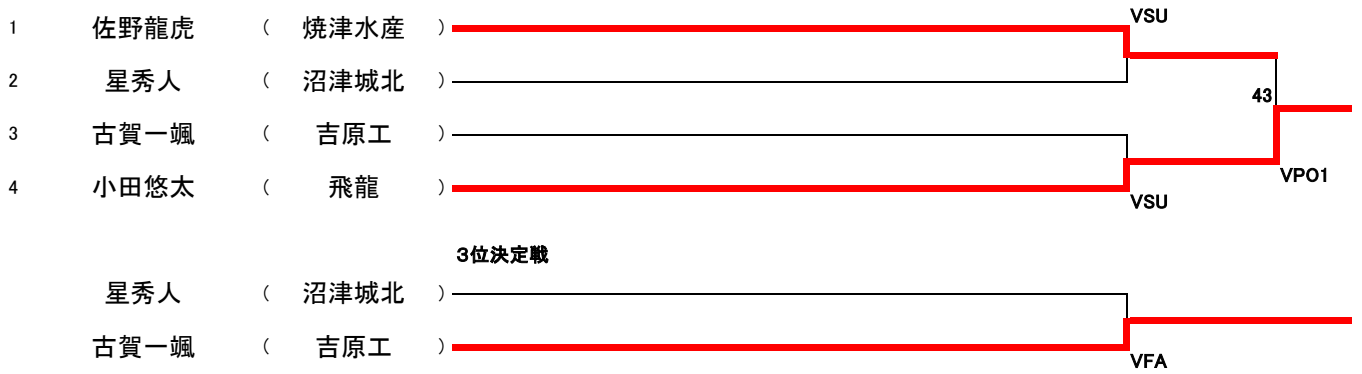 VSU
1 佐野龍虎 ( 焼津水産 )
2 星秀人 ( 沼津城北 )
43
3 古賀一颯 ( 吉原工 )
VPO1
4 小田悠太 ( 飛龍 )
VSU
3位決定戦
星秀人 ( 沼津城北 )
古賀一颯 ( 吉原工 )
VFA